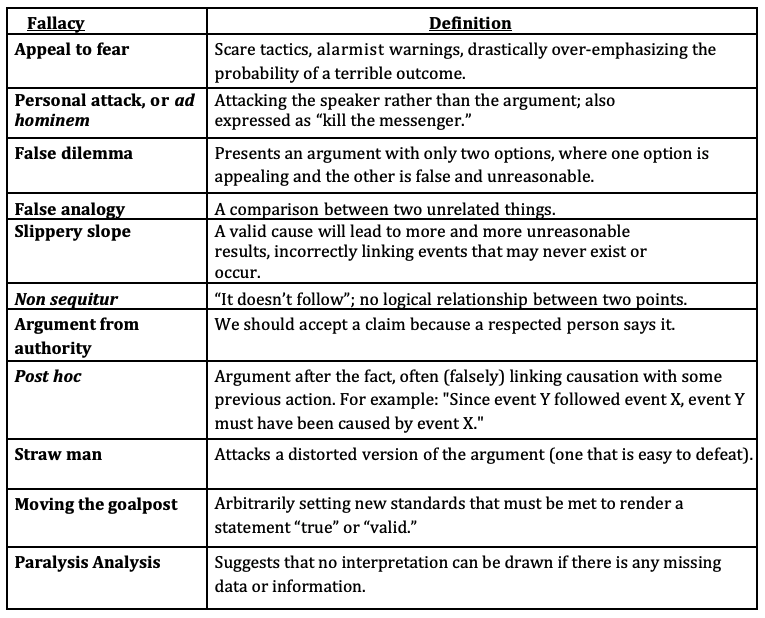 Fallacy Definition
Appeal to fear Scare tactics, alarmist warnings, drastically over-emphasizing the
probability of a terrible outcome.
Personal attack, or ad Attacking the speaker rather than the argument; also
hominem expressed as “kill the messenger.”
False dilemma Presents an argument with only two options, where one option is
appealing and the other is false and unreasonable.
False analogy A comparison between two unrelated things.
Slippery slope A valid cause will lead to more and more unreasonable
results, incorrectly linking events that may never exist or
occur.
Non sequitur “It doesn’t follow”; no logical relationship between two points.
Argument from We should accept a claim because a respected person says it.
authority
Post hoc Argument after the fact, often (falsely) linking causation with some
previous action. For example: "Since event Y followed event X, event Y
must have been caused by event X."
Straw man Attacks a distorted version of the argument (one that is easy to defeat).
Moving the goalpost Arbitrarily setting new standards that must be met to render a
statement “true” or “valid.”
Paralysis Analysis Suggests that no interpretation can be drawn if there is any missing
data or information.